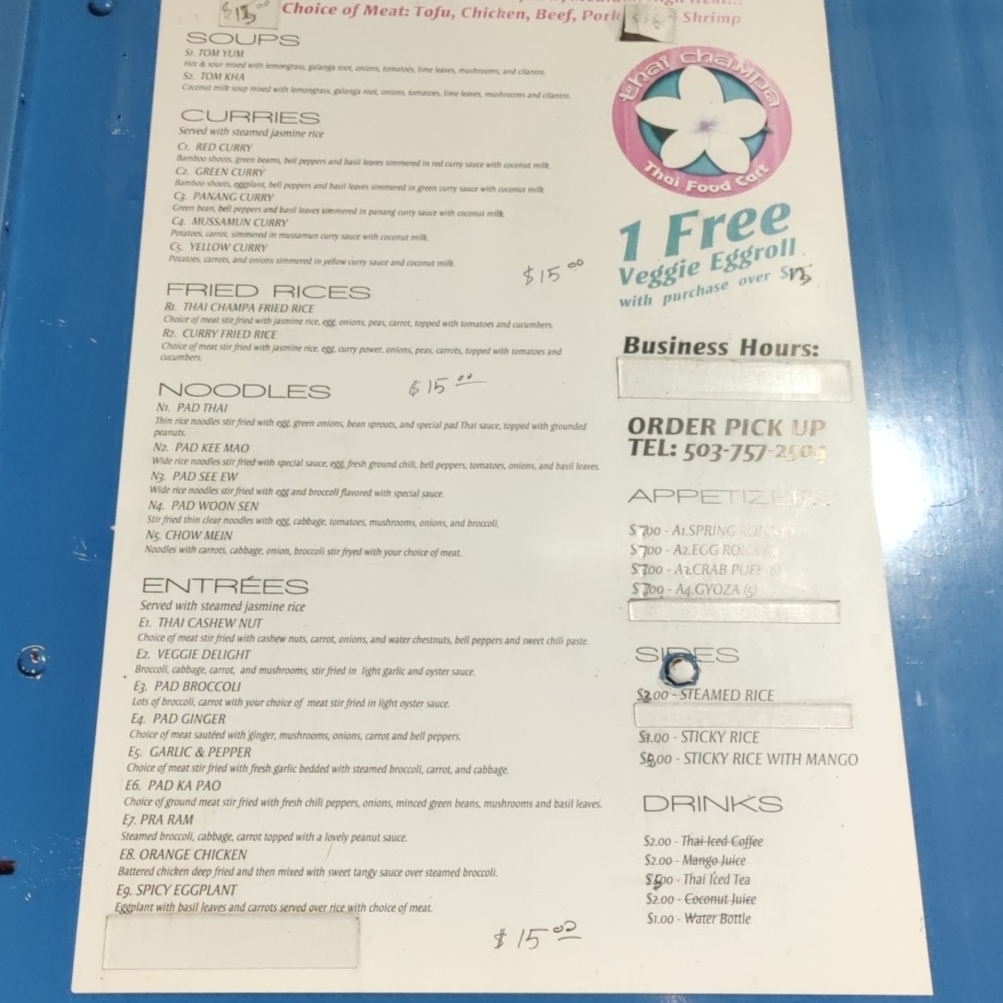 $15.00
Choice of Meat: Tofu, Chicken, Beef, Pork Shrimp
SOUPS
S1. TOM YUM
Hot & sour mixed with lemongrass, galanga root, onions, tomatoes, lime leaves, mushrooms, and cilantro.
S2. TOM KHA
Coconut milk soup mixed with lemongrass, galanga root, onions, tomatoes, lime leaves, mushrooms and cilantro.
CURRIES
Served with steamed jasmine rice
C1. RED CURRY
Bamboo shoots, green beams, bell peppers and basil leaves simmered in red curry sauce with coconut milk.
C2. GREEN CURRY
Bamboo shoots, eggplant, bell peppers and basil leaves simmered in green curry sauce with coconut milk
C3. PANANG CURRY
Green bean, bell peppers and basil leaves simmered in panang curry sauce with coconut milk.
C4. MUSSAMUN CURRY
Potatoes, carrot, simmered in mussamun curry sauce with coconut milk.
C5. YELLOW CURRY
Potatoes, carrots, and onions simmered in yellow curry sauce and coconut milk.
$15.00
FRIED RICES
R1. THAI CHAMPA FRIED RICE
Choice of meat stir fried with jasmine rice, egg, onions, peas, carrot, topped with tomatoes and cucumbers.
R2. CURRY FRIED RICE
Choice of meat stir fried with jasmine rice, egg, curry power, onions, peas, carrots, topped with tomatoes and
cucumbers.
NOODLES
$15.00
N1. PAD THAI
Thin rice noodles stir fried with egg, green onions, bean sprouts, and special pad Thai sauce, topped with grounded
peanuts.
N2. PAD KEE MAO
Wide rice noodles stir fried with special sauce, egg, fresh ground chili, bell peppers, tomatoes, onions, and basil leaves.
N3. PAD SEE EW
Wide rice noodles stir fried with egg and broccoli flavored with special sauce.
N4. PAD WOON SEN
Stir fried thin clear noodles with egg, cabbage, tomatoes, mushrooms, onions, and broccoli.
N5. CHOW MEIN
Noodles with carrots, cabbage, onion, broccoli stir fryed with your choice of meat.
ENTRÉES
Served with steamed jasmine rice
E1. THAI CASHEW NUT
Choice of meat stir fried with cashew nuts, carrot, onions, and water chestnuts, bell peppers and sweet chili paste.
E2. VEGGIE DELIGHT
Broccoli, cabbage, carrot, and mushrooms, stir fried in light garlic and oyster sauce.
E3. PAD BROCCOLI
Lots of broccoli, carrot with your choice of meat stir fried in light oyster sauce.
E4. PAD GINGER
Choice of meat sautéed with ginger, mushrooms, onions, carrot and bell peppers.
E5. GARLIC & PEPPER
Choice of meat stir fried with fresh garlic bedded with steamed broccoli, carrot, and cabbage.
E6. PAD KA PAO
Choice of ground meat stir fried with fresh chili peppers, onions, minced green beans, mushrooms and basil leaves.
E7. PRA RAM
Steamed broccoli, cabbage, carrot topped with a lovely peanut sauce.
E8. ORANGE CHICKEN
Battered chicken deep fried and then mixed with sweet tangy sauce over steamed broccoli.
E9. SPICY EGGPLANT
Eggplant with basil leaves and carrots served over rice with choice of meat.
$15.00
thai champa
Thai Food Cart
1 Free
Veggie Eggroll
with purchase over
Business Hours:
ORDER PICK UP
TEL: 503-757-2504
APPETIZERS
$7.00 - A1.SPRING
$7.00 - A2.EGG ROLLS
$7.00 - A3.CRAB PUFF
$7.00 - A4.GYOZA (5)
SIDES
$2.00 - STEAMED RICE
$1.00 - STICKY RICE
$8.00 - STICKY RICE WITH MANGO
DRINKS
$2.00 - Thai Iced Coffee
$2.00 - Mango Juice
Thai Iced Tea
$2.00 - Coconut Juice
$1.00 - Water Bottle